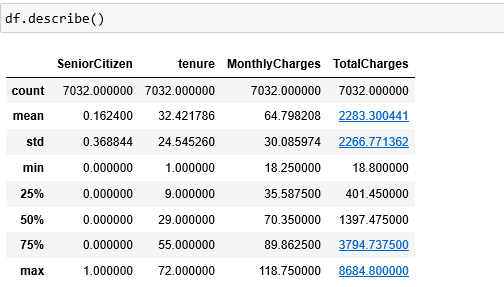 df.describe()
SeniorCitizen tenure MonthlyCharges TotalCharges
count 7032.000000 7032.000000 7032.000000 7032.000000
mean 0.162400 32.421786 64.798208 2283.300441
std 0.368844 24.545260 30.085974 2266.771362
min 0.000000 1.000000 18.250000 18.800000
25% 0.000000 9.000000 35.587500 401.450000
50% 0.000000 29.000000 70.350000 1397.475000
75% 0.000000 55.000000 89.862500 3794.737500
max 1.000000 72.000000 118.750000 8684.800000